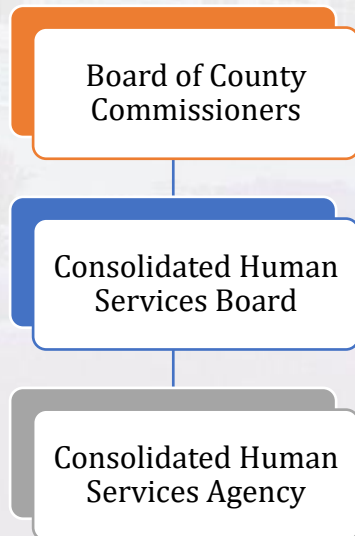 Board of County
Commissioners
Consolidated Human
Services Board
Consolidated Human
Services Agency